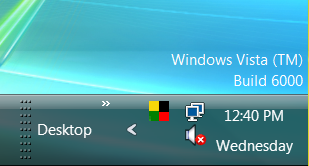 Windows Vista (TM)
Build 6000
» 12:40 PM
Desktop <
Wednesday